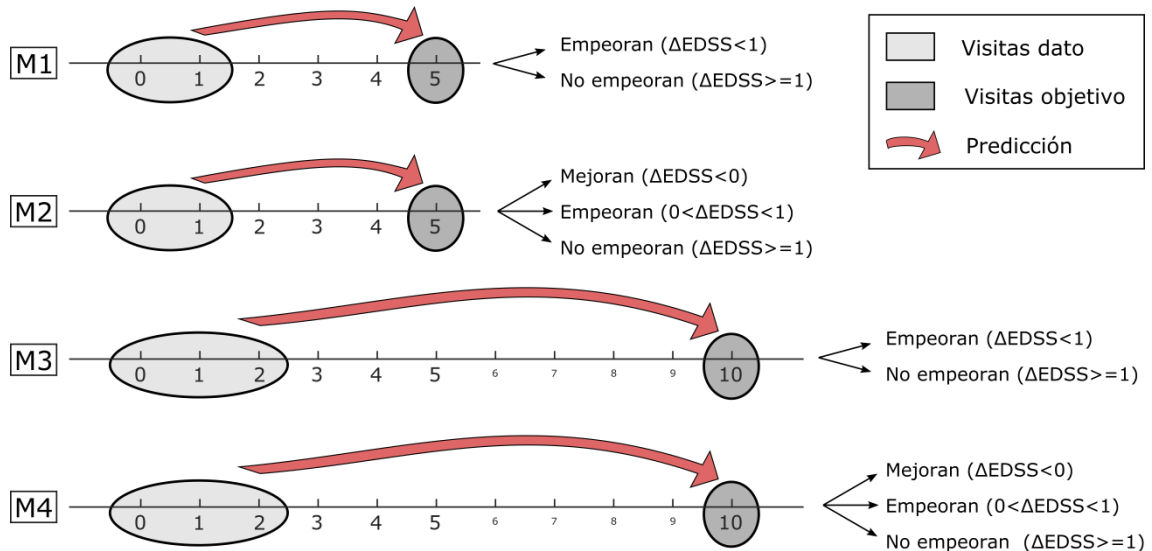 M1
0 1 2 3 4 5
Empeoran (ΔEDSS<1)
No empeoran (ΔEDSS>=1)
Visitas dato
Visitas objetivo
Predicción
M2
0 1 2 3 4 5
Mejoran (ΔEDSS<0)
Empeoran (0<ΔEDSS<1)
No empeoran (ΔEDSS>=1)
M3
0 1 2 3 4 5 6 7 8 9 10
Empeoran (ΔEDSS<1)
No empeoran (ΔEDSS>=1)
M4
0 1 2 3 4 5 6 7 8 9 10
Mejoran (ΔEDSS<0)
Empeoran (0<ΔEDSS<1)
No empeoran (ΔEDSS>=1)